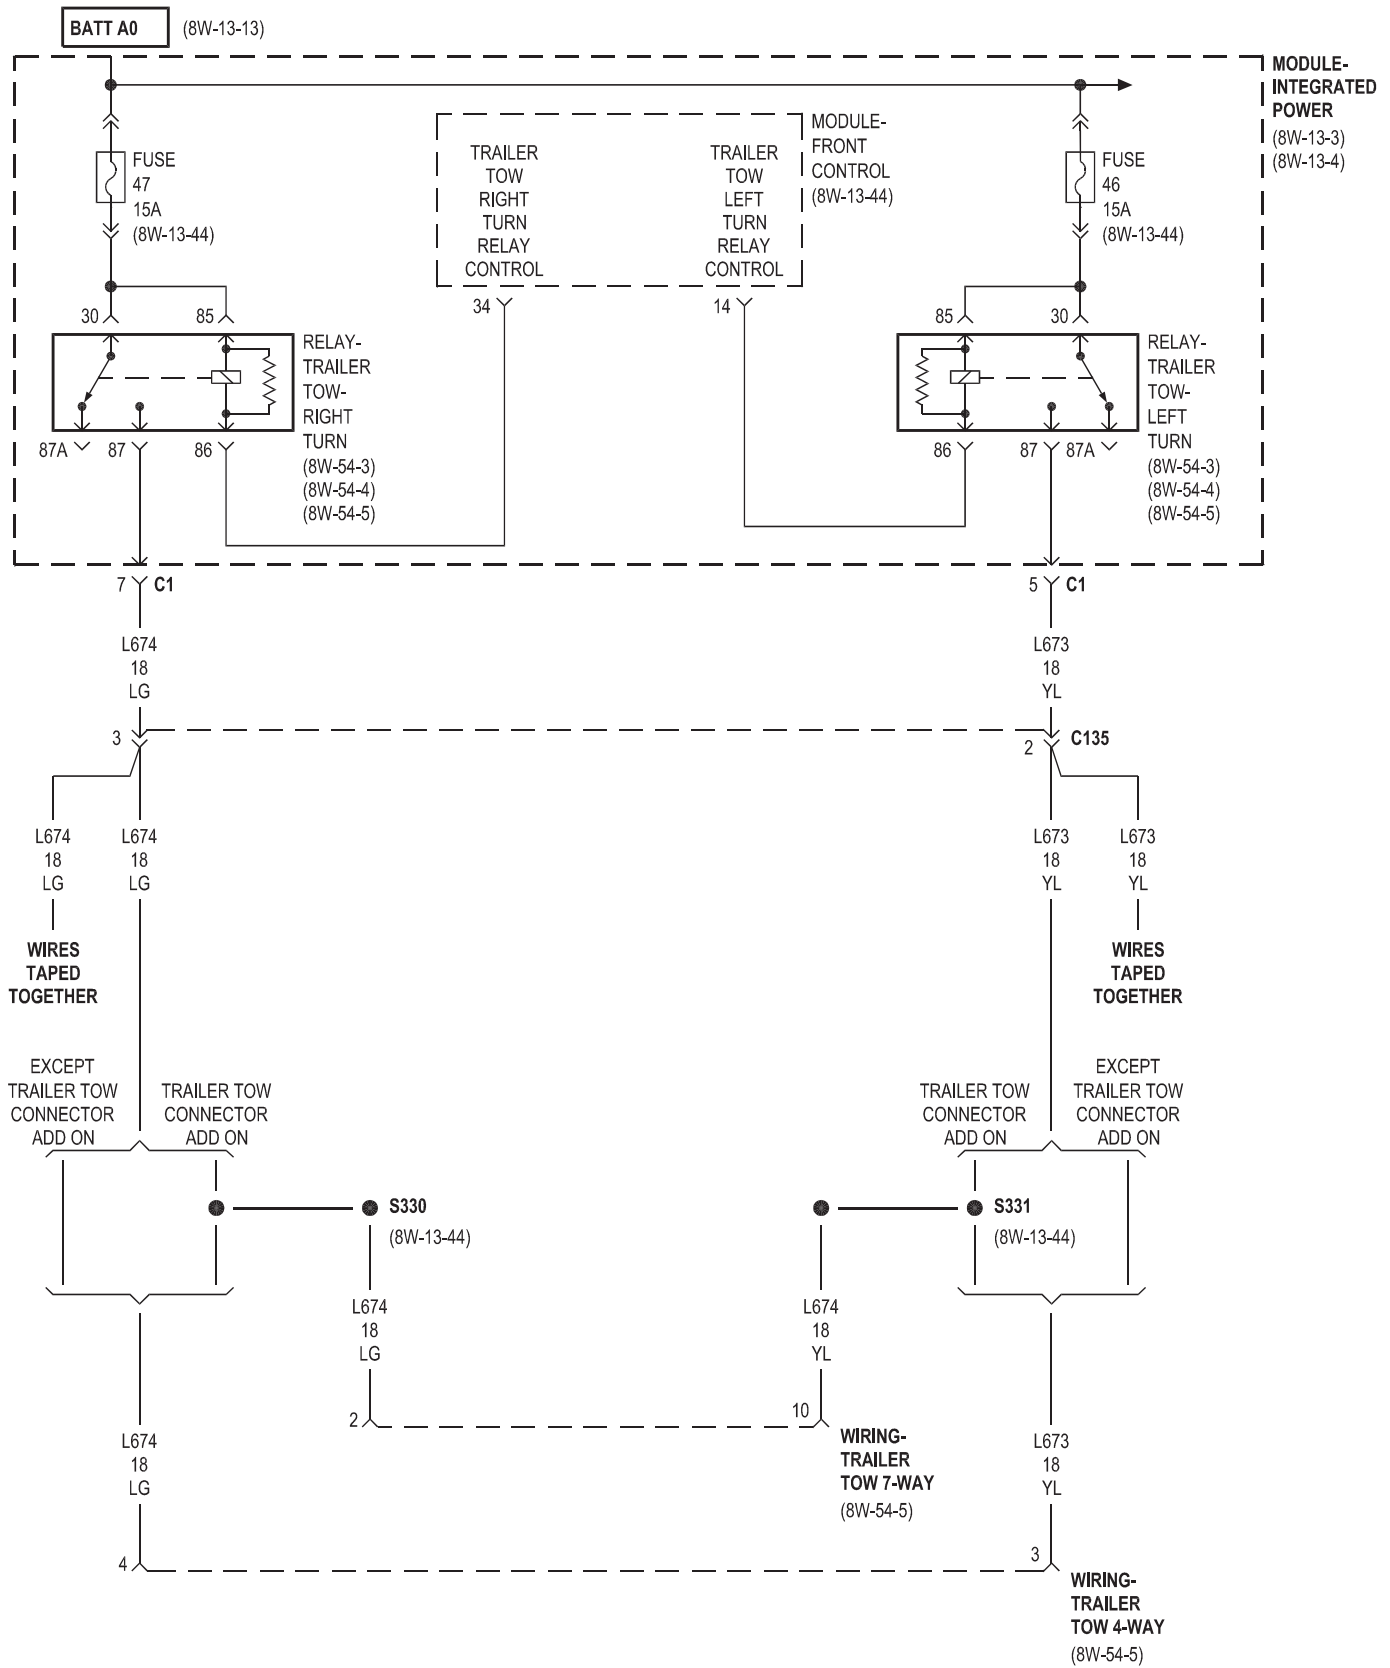 BATT A0 (8W-13-13)
MODULE-
INTEGRATED
POWER
(8W-13-3)
(8W-13-4)
FUSE
47
15A
(8W-13-44)
TRAILER
TOW
RIGHT
TURN
RELAY
CONTROL
TRAILER
TOW
LEFT
TURN
RELAY
CONTROL
MODULE-
FRONT
CONTROL
(8W-13-44)
FUSE
46
15A
(8W-13-44)
34
14
30
85
85
30
RELAY-
TRAILER
TOW-
RIGHT
TURN
(8W-54-3)
(8W-54-4)
(8W-54-5)
RELAY-
TRAILER
TOW-
LEFT
TURN
(8W-54-3)
(8W-54-4)
(8W-54-5)
87A
87
86
86
87
87A
7
C1
5
C1
L674
18
LG
L673
18
YL
3
2
C135
L674
18
LG
L674
18
LG
L673
18
YL
L673
18
YL
WIRES
TAPED
TOGETHER
WIRES
TAPED
TOGETHER
EXCEPT
TRAILER TOW
CONNECTOR
ADD ON
TRAILER TOW
CONNECTOR
ADD ON
TRAILER TOW
CONNECTOR
ADD ON
EXCEPT
TRAILER TOW
CONNECTOR
ADD ON
S330
(8W-13-44)
S331
(8W-13-44)
L674
18
LG
L674
18
YL
2
10
WIRING-
TRAILER
TOW 7-WAY
(8W-54-5)
L674
18
LG
L673
18
YL
4
3
WIRING-
TRAILER
TOW 4-WAY
(8W-54-5)